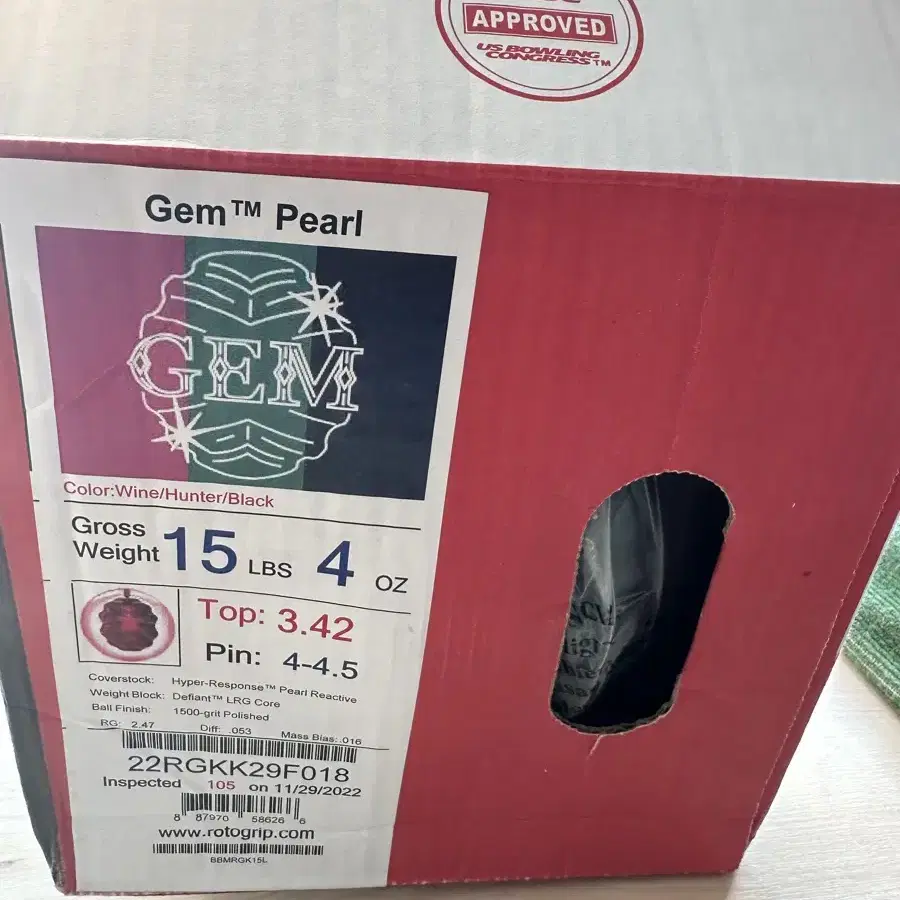 APPROVED
US BOWLING
CONGRESS™
Gem™ Pearl
GEM
Color:Wine/Hunter/Black
Gross
Weight 15 LBS 4 OZ
Top: 3.42
Pin: 4-4.5
Coverstock: Hyper-Response™ Pearl Reactive
Weight Block: Defiant™ LRG Core
Ball Finish: 1500-grit Polished
RG: 2.47 Diff: .053 Mass Bias: .016
22RGKK29F018
Inspected 105 on 11/29/2022
8 87970 58626 6
www.rotogrip.com
BBMRGK15L